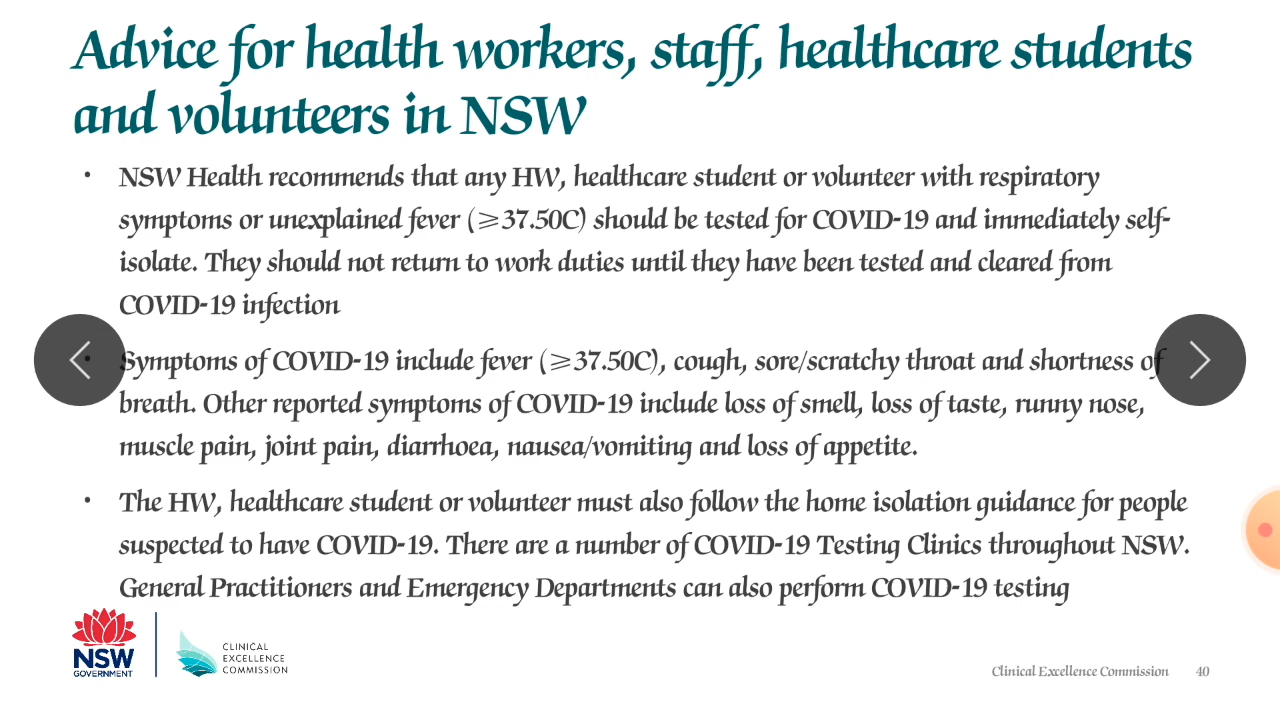 Advice for health workers, staff, healthcare students
and volunteers in NSW
• NSW Health recommends that any HW, healthcare student or volunteer with respiratory
symptoms or unexplained fever (≥37.50C) should be tested for COVID-19 and immediately self-
isolate. They should not return to work duties until they have been tested and cleared from
COVID-19 infection
• Symptoms of COVID-19 include fever (≥37.50C), cough, sore/scratchy throat and shortness of
breath. Other reported symptoms of COVID-19 include loss of smell, loss of taste, runny nose,
muscle pain, joint pain, diarrhoea, nausea/vomiting and loss of appetite.
• The HW, healthcare student or volunteer must also follow the home isolation guidance for people
suspected to have COVID-19. There are a number of COVID-19 Testing Clinics throughout NSW.
General Practitioners and Emergency Departments can also perform COVID-19 testing
NSW
GOVERNMENT
CLINICAL
EXCELLENCE
COMMISSION
Clinical Excellence Commission 40